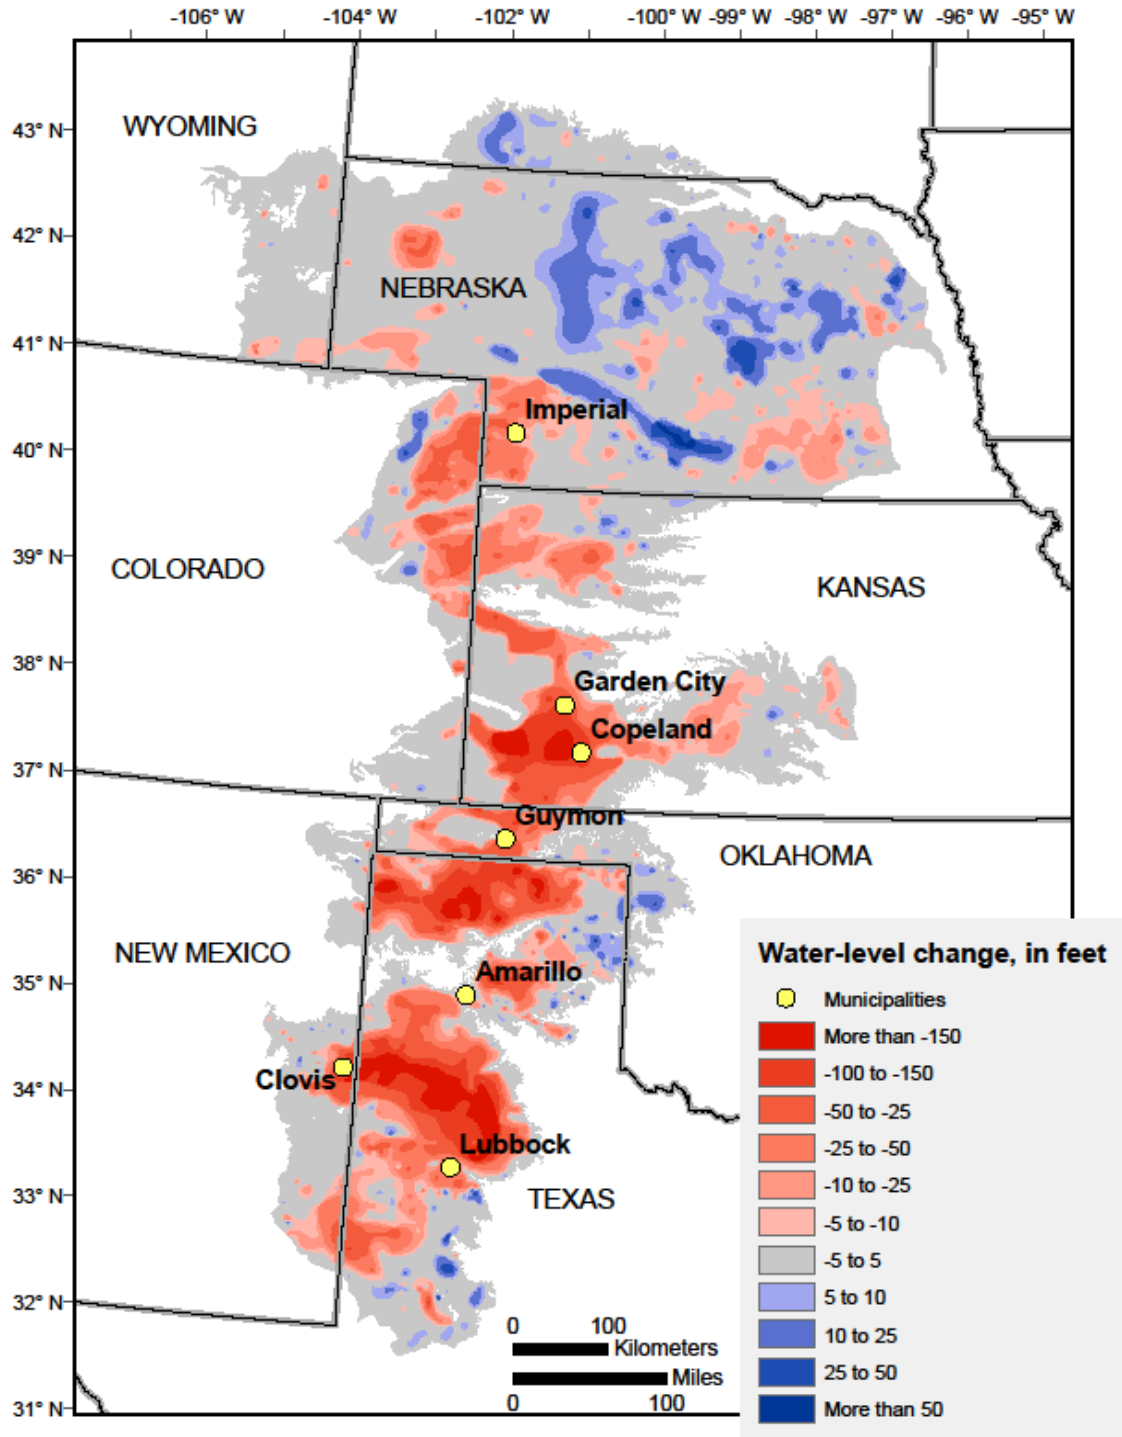 -106° W -104° W -102° W -100° W -99° W -98° W -97° W -96° W -95° W
43° N
WYOMING
42° N
NEBRASKA
41° N
Imperial
40° N
39° N
COLORADO
KANSAS
38° N
Garden City
Copeland
37° N
Guymon
OKLAHOMA
36° N
NEW MEXICO
35° N
Amarillo
Clovis
34° N
Lubbock
TEXAS
33° N
32° N
31° N
0 100
Kilometers
Miles
0 100
Water-level change, in feet
Municipalities
More than -150
-100 to -150
-50 to -25
-25 to -50
-10 to -25
-5 to -10
-5 to 5
5 to 10
10 to 25
25 to 50
More than 50